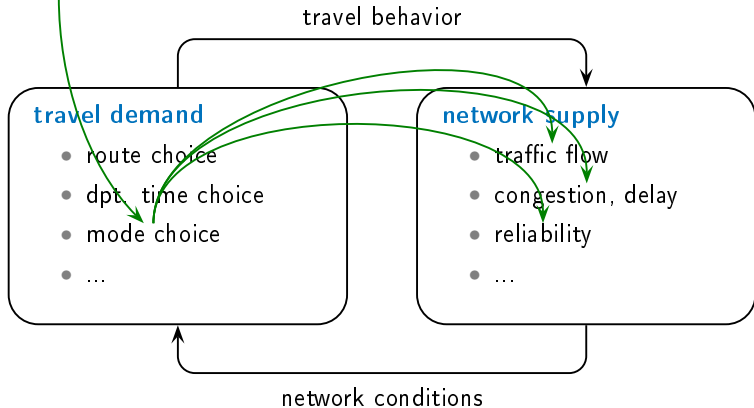 travel behavior
travel demand
route choice
dpt. time choice
mode choice
...
network supply
traffic flow
congestion, delay
reliability
...
network conditions